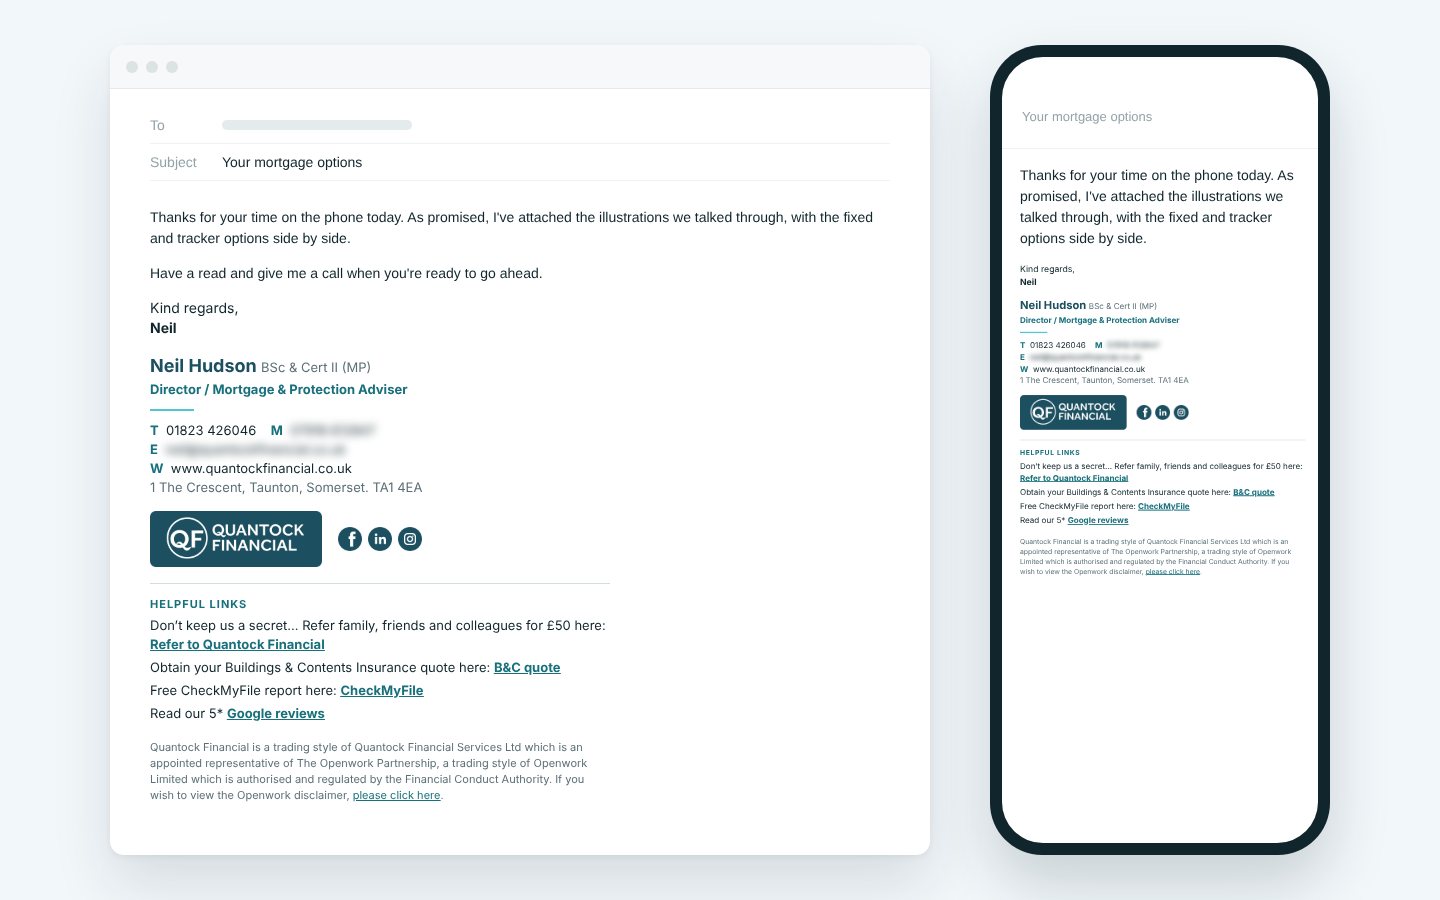 To
Subject Your mortgage options
Thanks for your time on the phone today. As promised, I've attached the illustrations we talked through, with the fixed
and tracker options side by side.
Have a read and give me a call when you're ready to go ahead.
Kind regards,
Neil
Neil Hudson BSc & Cert II (MP)
Director / Mortgage & Protection Adviser
T 01823 426046 M
E
W www.quantockfinancial.co.uk
1 The Crescent, Taunton, Somerset. TA1 4EA
QF QUANTOCK
FINANCIAL
f in
HELPFUL LINKS
Don't keep us a secret... Refer family, friends and colleagues for £50 here:
Refer to Quantock Financial
Obtain your Buildings & Contents Insurance quote here: B&C quote
Free CheckMyFile report here: CheckMyFile
Read our 5* Google reviews
Quantock Financial is a trading style of Quantock Financial Services Ltd which is an
appointed representative of The Openwork Partnership, a trading style of Openwork
Limited which is authorised and regulated by the Financial Conduct Authority. If you
wish to view the Openwork disclaimer, please click here.
Your mortgage options
Thanks for your time on the phone today. As
promised, I've attached the illustrations we
talked through, with the fixed and tracker
options side by side.
Kind regards,
Neil
Neil Hudson BSc & Cert II (MP)
Director / Mortgage & Protection Adviser
T 01823 426046 M
E
W www.quantockfinancial.co.uk
1 The Crescent, Taunton, Somerset. TA1 4EA
QF QUANTOCK
FINANCIAL
f in
HELPFUL LINKS
Don't keep us a secret... Refer family, friends and colleagues for £50 here:
Refer to Quantock Financial
Obtain your Buildings & Contents Insurance quote here: B&C quote
Free CheckMyFile report here: CheckMyFile
Read our 5* Google reviews
Quantock Financial is a trading style of Quantock Financial Services Ltd which is an
appointed representative of The Openwork Partnership, a trading style of Openwork
Limited which is authorised and regulated by the Financial Conduct Authority. If you
wish to view the Openwork disclaimer, please click here.